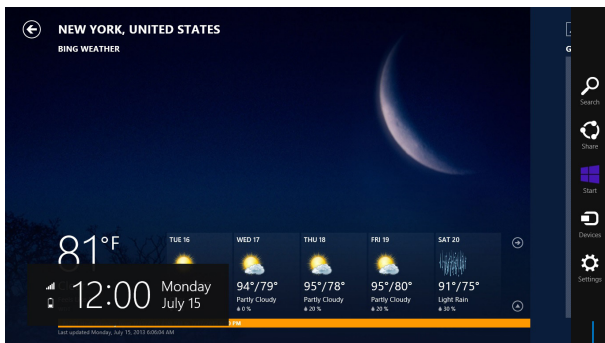 NEW YORK, UNITED STATES
BING WEATHER
G
Search
Share
Start
Devices
Settings
81°F
TUE 16
WED 17
94°/79°
Partly Cloudy
0 %
THU 18
95°/78°
Partly Cloudy
20 %
FRI 19
95°/80°
Partly Cloudy
20 %
SAT 20
91°/75°
Light Rain
30 %
12:00
Monday
July 15
PM
Last updated Monday, July 15, 2013 6:06:04 AM